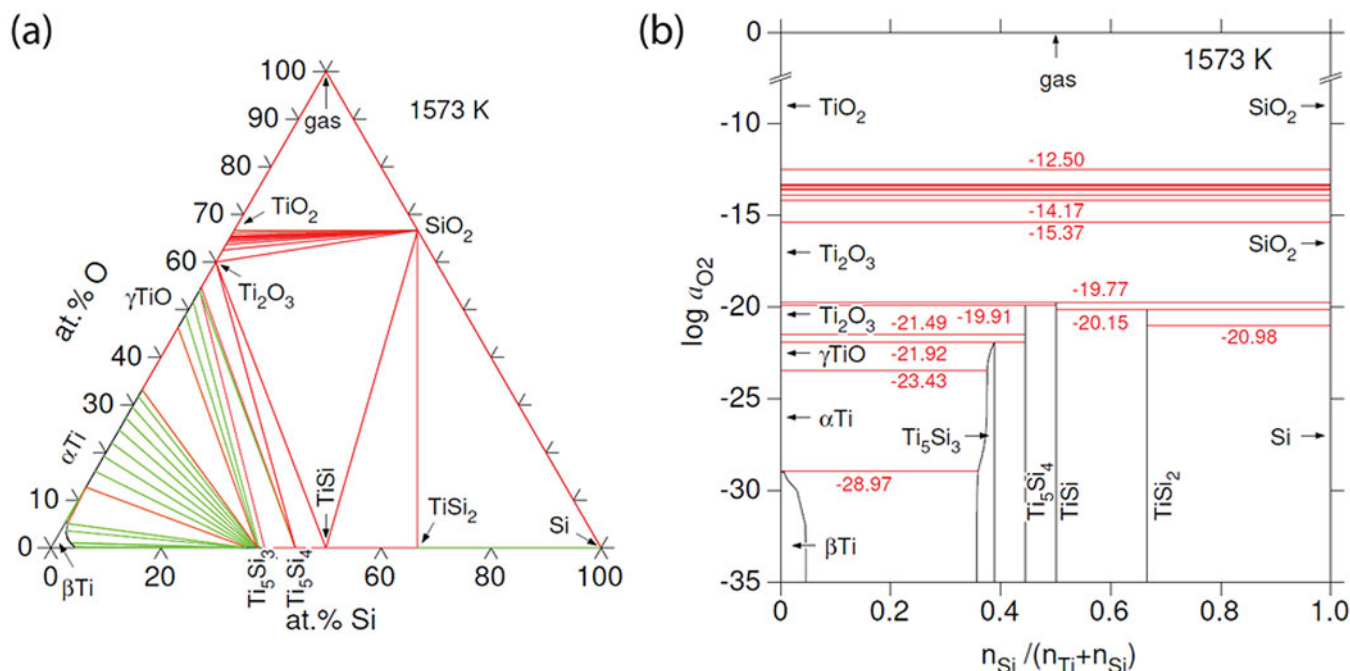 (a)
1573 K
100
90
80
70
60
40
30
10
0
at.% O
gas
TiO2
SiO2
Ti2O3
γTiO
αTi
βTi
TiSi
TiSi2
Si
Ti5Si3
Ti5Si4
0
20
60
80
100
at.% Si
(b)
1573 K
gas
0
-10
-15
-20
-25
-30
-35
log aO2
TiO2
SiO2
-12.50
-14.17
-15.37
Ti2O3
SiO2
-19.77
Ti2O3
-19.91
-20.15
-20.98
-21.49
γTiO
-21.92
-23.43
αTi
Ti5Si3
Si
-28.97
βTi
Ti5Si4
TiSi
TiSi2
0
0.2
0.4
0.6
0.8
1.0
nSi /(nTi+nSi)